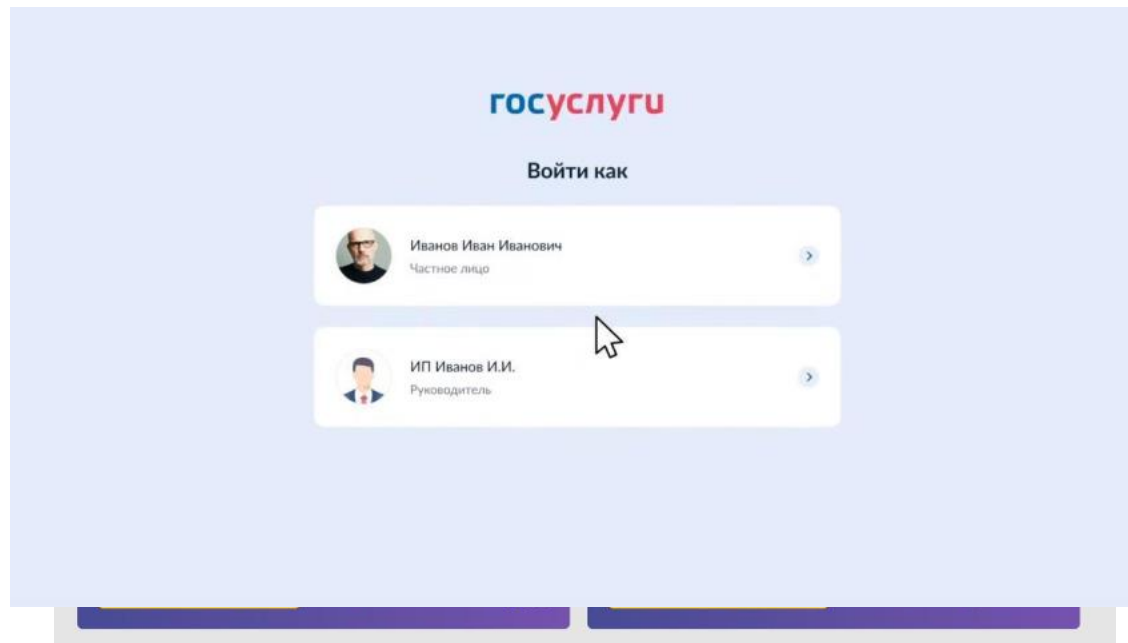 госуслуги
Войти как
Иванов Иван Иванович
Частное лицо
ИП Иванов И.И.
Руководитель